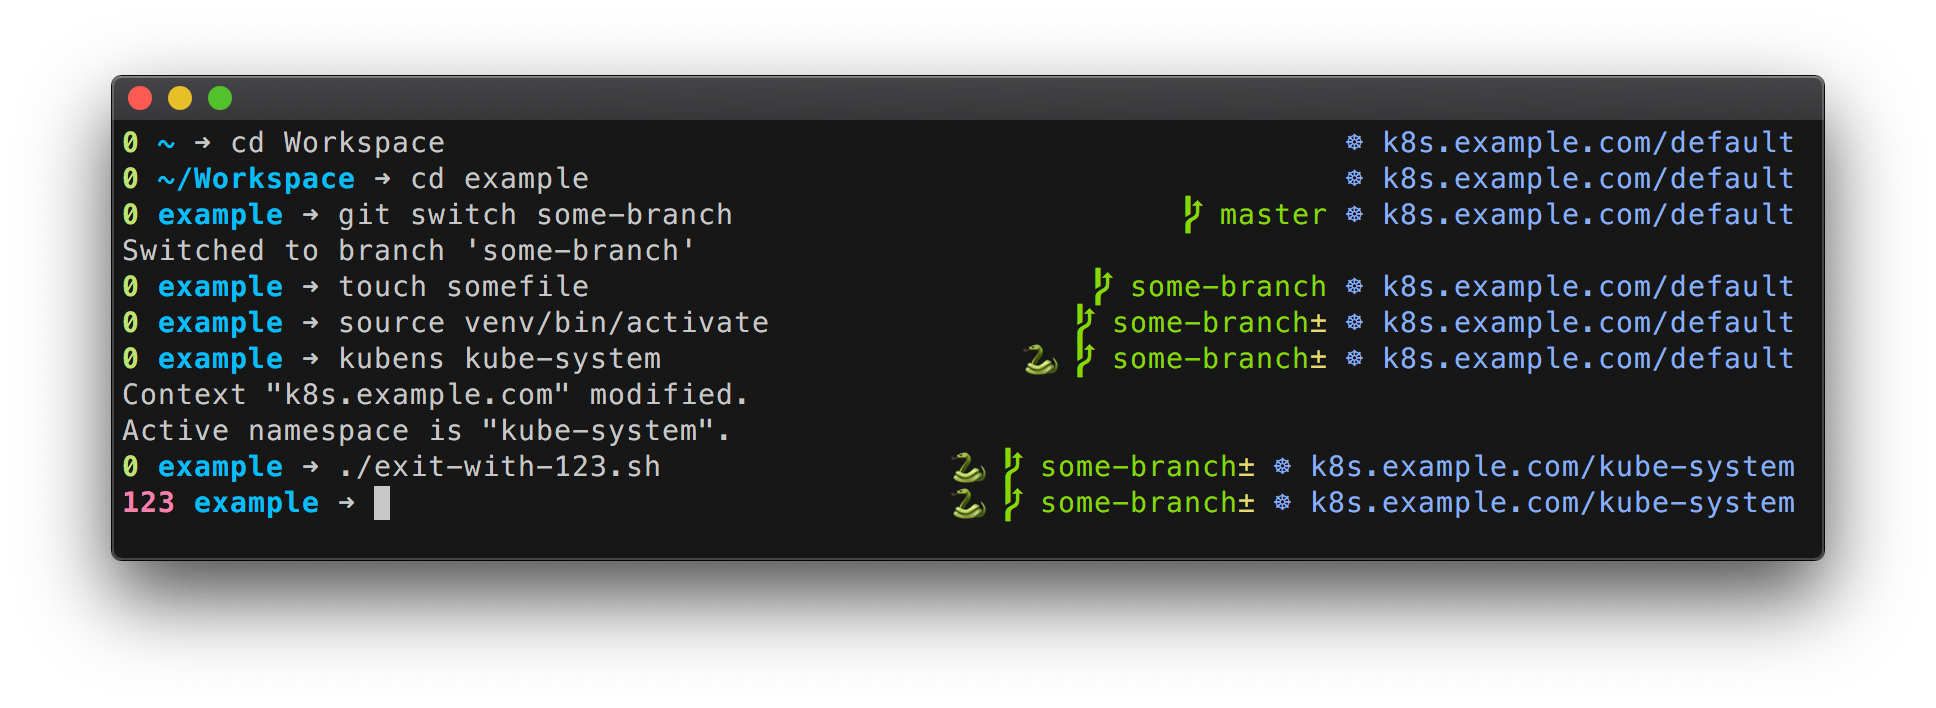 0 ~ ➜ cd Workspace ☸ k8s.example.com/default
0 ~/Workspace ➜ cd example ☸ k8s.example.com/default
0 example ➜ git switch some-branch master ☸ k8s.example.com/default
Switched to branch 'some-branch'
0 example ➜ touch somefile some-branch ☸ k8s.example.com/default
0 example ➜ source venv/bin/activate some-branch± ☸ k8s.example.com/default
0 example ➜ kubens kube-system 🐍 some-branch± ☸ k8s.example.com/default
Context "k8s.example.com" modified.
Active namespace is "kube-system".
0 example ➜ ./exit-with-123.sh 🐍 some-branch± ☸ k8s.example.com/kube-system
123 example ➜ 🐍 some-branch± ☸ k8s.example.com/kube-system